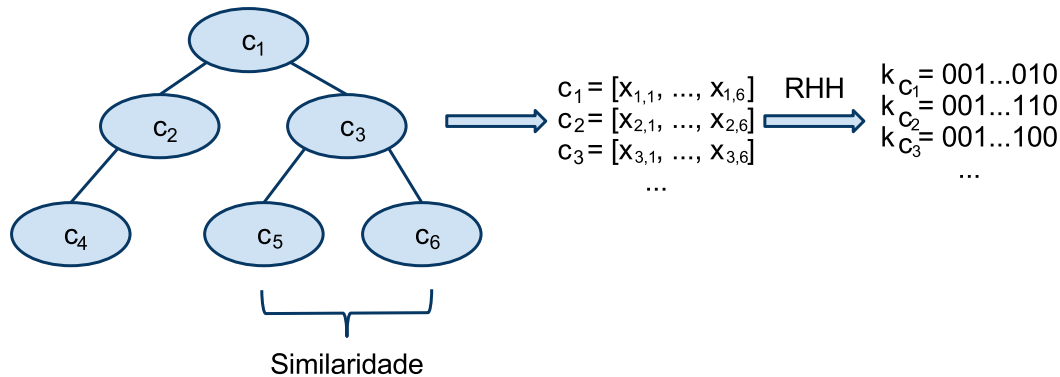 c1
c2
c3
c4
c5
c6
Similaridade
c1 = [x1,1, ..., x1,6]
c2 = [x2,1, ..., x2,6]
c3 = [x3,1, ..., x3,6]
...
RHH
kc1 = 001...010
kc2 = 001...110
kc3 = 001...100
...